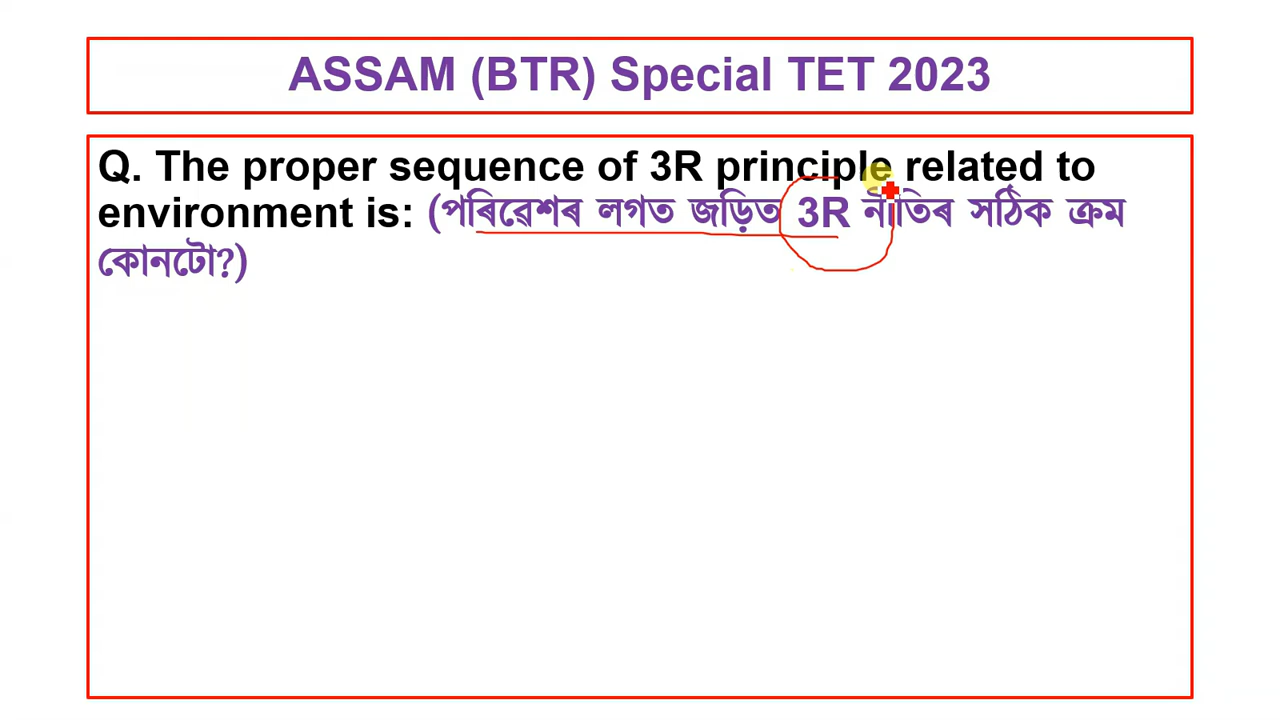 ASSAM (BTR) Special TET 2023
Q. The proper sequence of 3R principle related to
environment is: (পৰিৱেশৰ লগত জড়িত 3R নীতিৰ সঠিক ক্ৰম
কোনটো?)